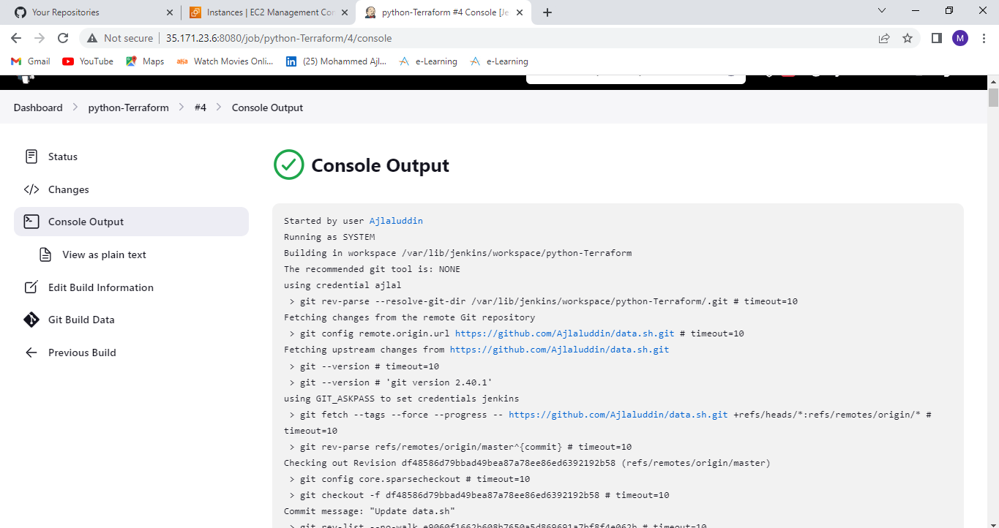 Your Repositories
Instances | EC2 Management Con
python-Terraform #4 Console [Je
Not secure
35.171.23.6:8080/job/python-Terraform/4/console
M
Gmail
YouTube
Maps
Watch Movies Onli...
(25) Mohammed Ajl...
e-Learning
e-Learning
Dashboard
python-Terraform
#4
Console Output
Status
Changes
Console Output
View as plain text
Edit Build Information
Git Build Data
Previous Build
Console Output
Started by user Ajlaluddin
Running as SYSTEM
Building in workspace /var/lib/jenkins/workspace/python-Terraform
The recommended git tool is: NONE
using credential ajlal
> git rev-parse --resolve-git-dir /var/lib/jenkins/workspace/python-Terraform/.git # timeout=10
Fetching changes from the remote Git repository
> git config remote.origin.url https://github.com/Ajlaluddin/data.sh.git # timeout=10
Fetching upstream changes from https://github.com/Ajlaluddin/data.sh.git
> git --version # timeout=10
> git --version # 'git version 2.40.1'
using GIT_ASKPASS to set credentials jenkins
> git fetch --tags --force --progress -- https://github.com/Ajlaluddin/data.sh.git +refs/heads/*:refs/remotes/origin/* #
timeout=10
> git rev-parse refs/remotes/origin/master^{commit} # timeout=10
Checking out Revision df48586d79bbad49bea87a78ee86ed6392192b58 (refs/remotes/origin/master)
> git config core.sparsecheckout # timeout=10
> git checkout -f df48586d79bbad49bea87a78ee86ed6392192b58 # timeout=10
Commit message: "Update data.sh"
> git rev-list --no-walk e9060f1662b608b7650a5d869691a7bf8f4e062b # timeout=10